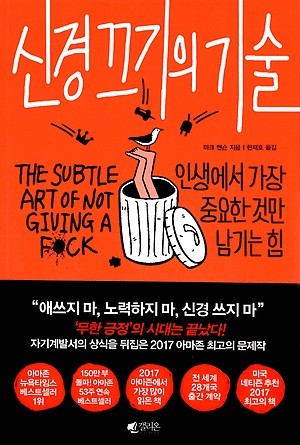 신경 끄기의 기술
마크 맨슨 지음 | 한재호 옮김
THE SUBTLE
ART OF NOT
GIVING A
F CK
인생에서 가장
중요한 것만
남기는 힘
“애쓰지 마, 노력하지 마, 신경 쓰지 마”
‘무한 긍정’의 시대는 끝났다!
자기계발서의 상식을 뒤집은 2017 아마존 최고의 문제작
아마존
뉴욕타임스
베스트셀러
1위
150만 부
돌파! 아마존
53주 연속
베스트셀러
2017
아마존에서
가장 많이
읽은 책
전 세계
28개국
출간 계약
미국
네티즌 추천
2017
최고의 책
갤리온